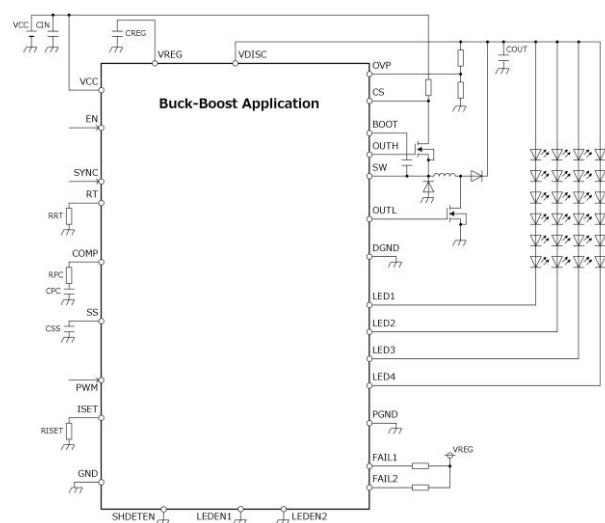 VCC
CIN
CREG
VREG
VDISC
COUT
Buck-Boost Application
VCC
EN
SYNC
RT
RRT
COMP
RPC
CPC
SS
CSS
PWM
ISET
RISET
GND
OVP
CS
BOOT
OUTH
SW
OUTL
DGND
LED1
LED2
LED3
LED4
PGND
VREG
FAIL1
FAIL2
SHDETEN
LEDEN1
LEDEN2